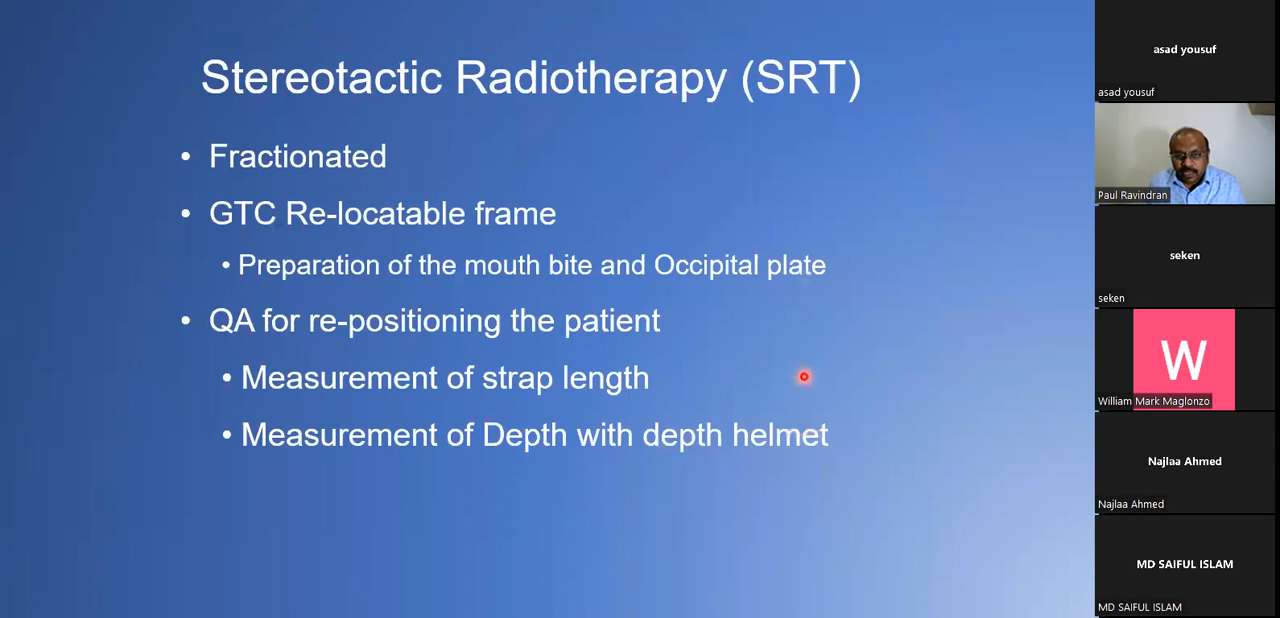 Stereotactic Radiotherapy (SRT)
• Fractionated
• GTC Re-locatable frame
• Preparation of the mouth bite and Occipital plate
• QA for re-positioning the patient
• Measurement of strap length
• Measurement of Depth with depth helmet
asad yousuf
asad yousuf
Paul Ravindran
seken
seken
W
William Mark Maglonzo
Najlaa Ahmed
Najlaa Ahmed
MD SAIFUL ISLAM
MD SAIFUL ISLAM